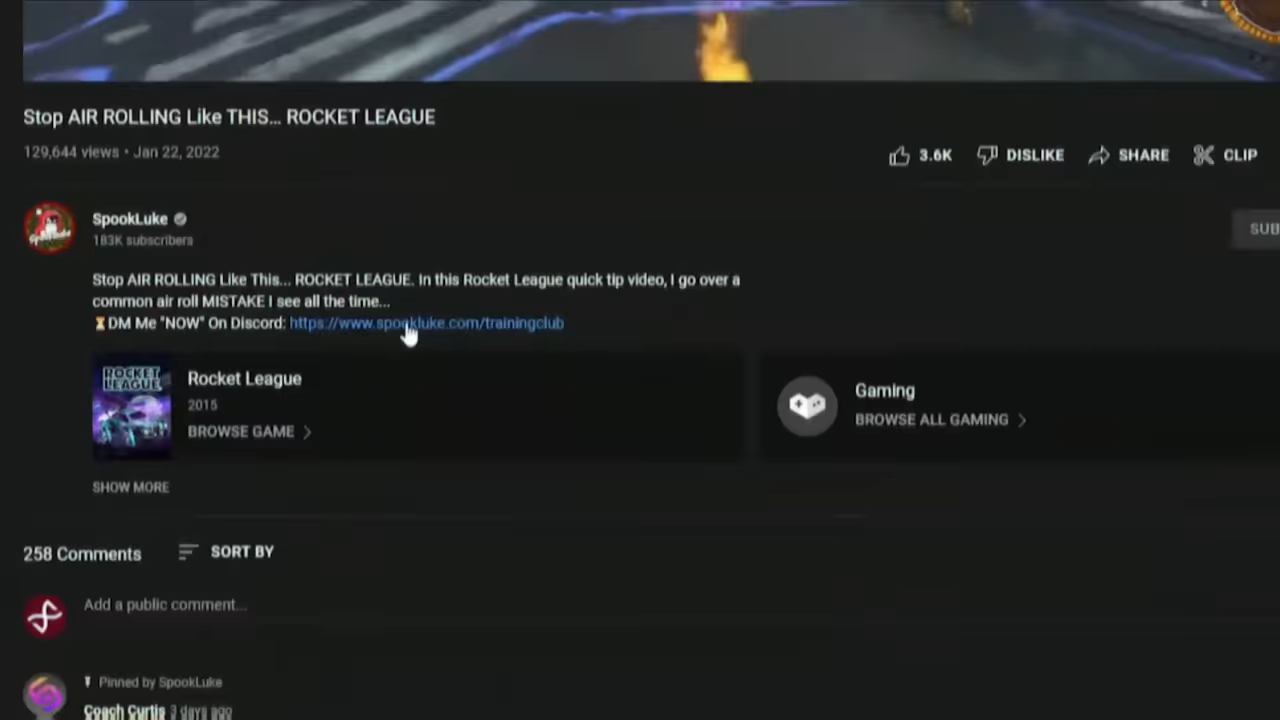 Stop AIR ROLLING Like THIS... ROCKET LEAGUE
129,644 views • Jan 22, 2022
3.6K
DISLIKE
SHARE
CLIP
SpookLuke
183K subscribers
SUB
Stop AIR ROLLING Like This... ROCKET LEAGUE. In this Rocket League quick tip video, I go over a
common air roll MISTAKE I see all the time...
⏳DM Me "NOW" On Discord: https://www.spookluke.com/trainingclub
ROCKET
LEAGUE
Rocket League
2015
BROWSE GAME
Gaming
BROWSE ALL GAMING
SHOW MORE
258 Comments
SORT BY
Add a public comment...
Pinned by SpookLuke
Coach Curtis 3 days ago